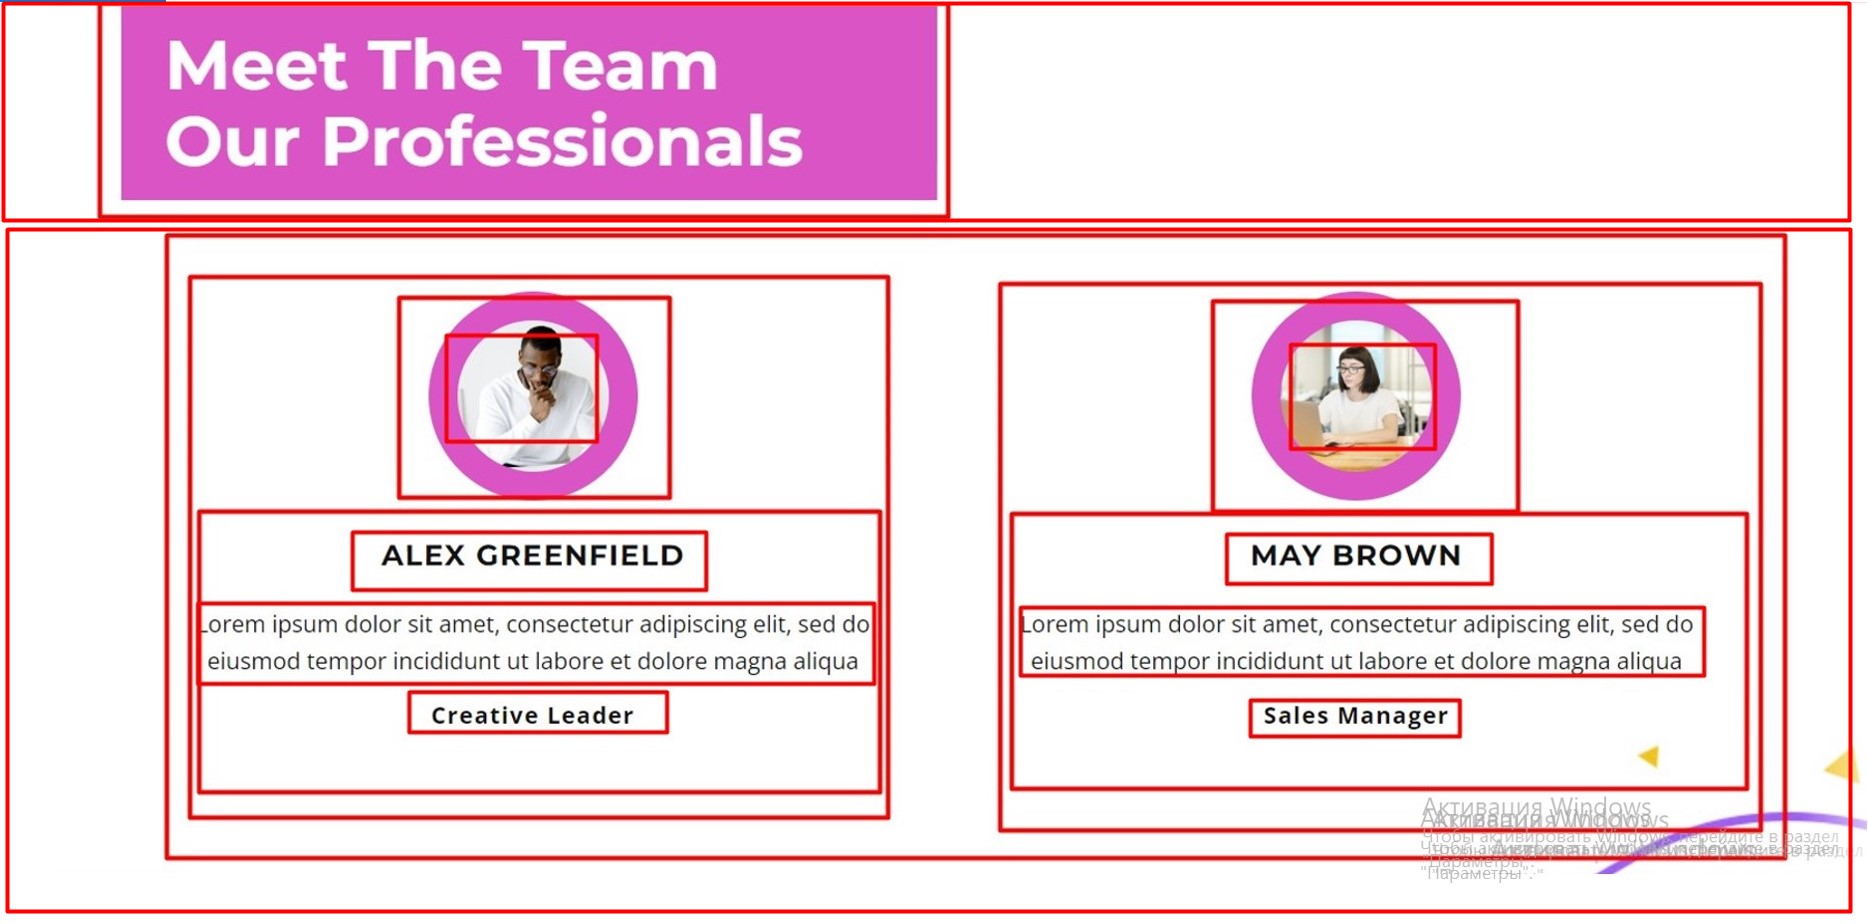 Meet The Team
Our Professionals
ALEX GREENFIELD
Lorem ipsum dolor sit amet, consectetur adipiscing elit, sed do
eiusmod tempor incididunt ut labore et dolore magna aliqua
Creative Leader
MAY BROWN
Lorem ipsum dolor sit amet, consectetur adipiscing elit, sed do
eiusmod tempor incididunt ut labore et dolore magna aliqua
Sales Manager
Активация Windows
Чтобы активировать Windows, перейдите в раздел
"Параметры".